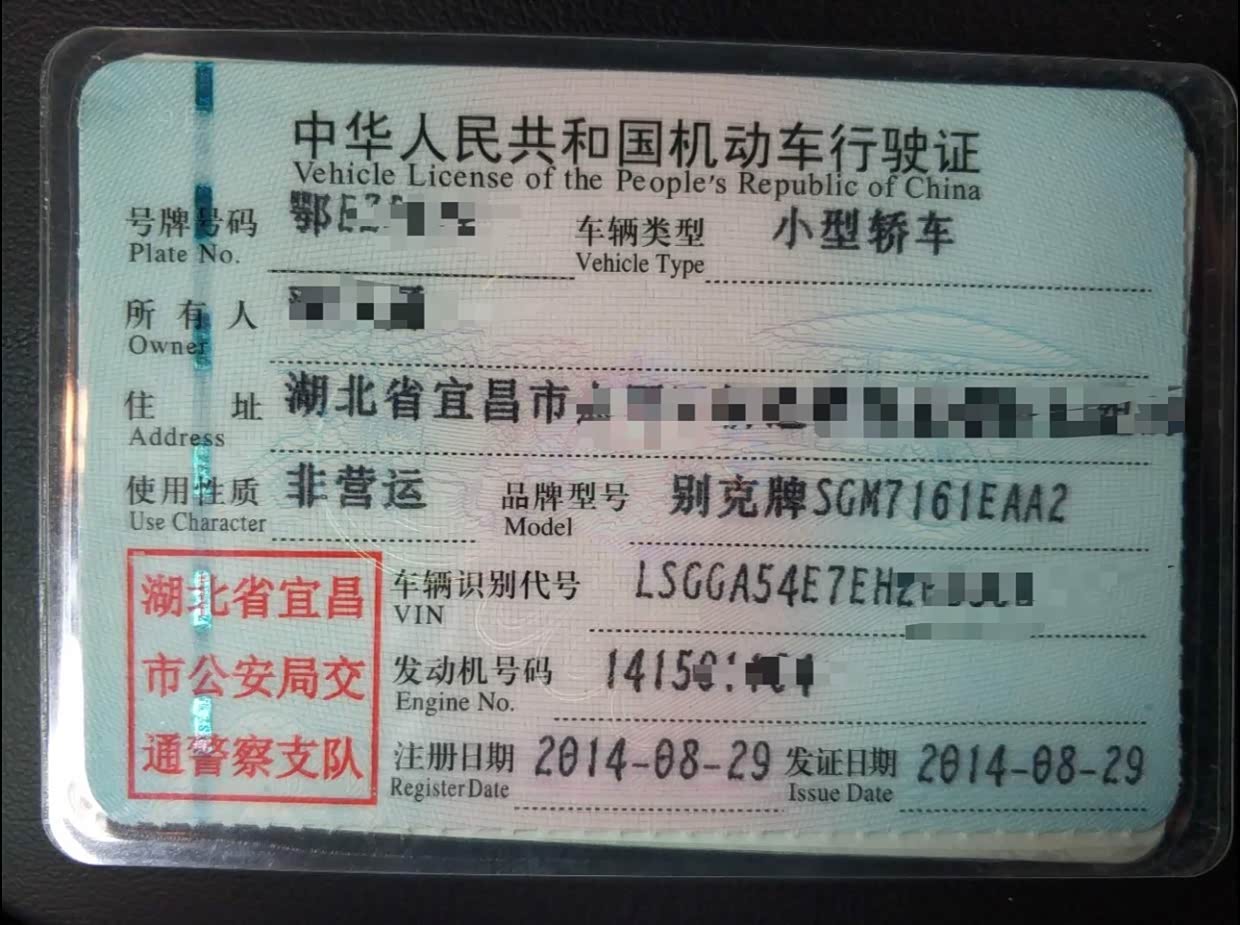 中华人民共和国机动车行驶证
Vehicle License of the People's Republic of China
号牌号码 鄂E 车辆类型 小型轿车
Plate No. Vehicle Type
所有人
Owner
住址 湖北省宜昌市
Address
使用性质 非营运 品牌型号 别克牌SGM7161EAA2
Use Character Model
湖北省宜昌
市公安局交
通警察支队
车辆识别代号 LSGGA54E7EH
VIN
发动机号码 1415
Engine No.
注册日期 2014-08-29 发证日期 2014-08-29
Register Date Issue Date